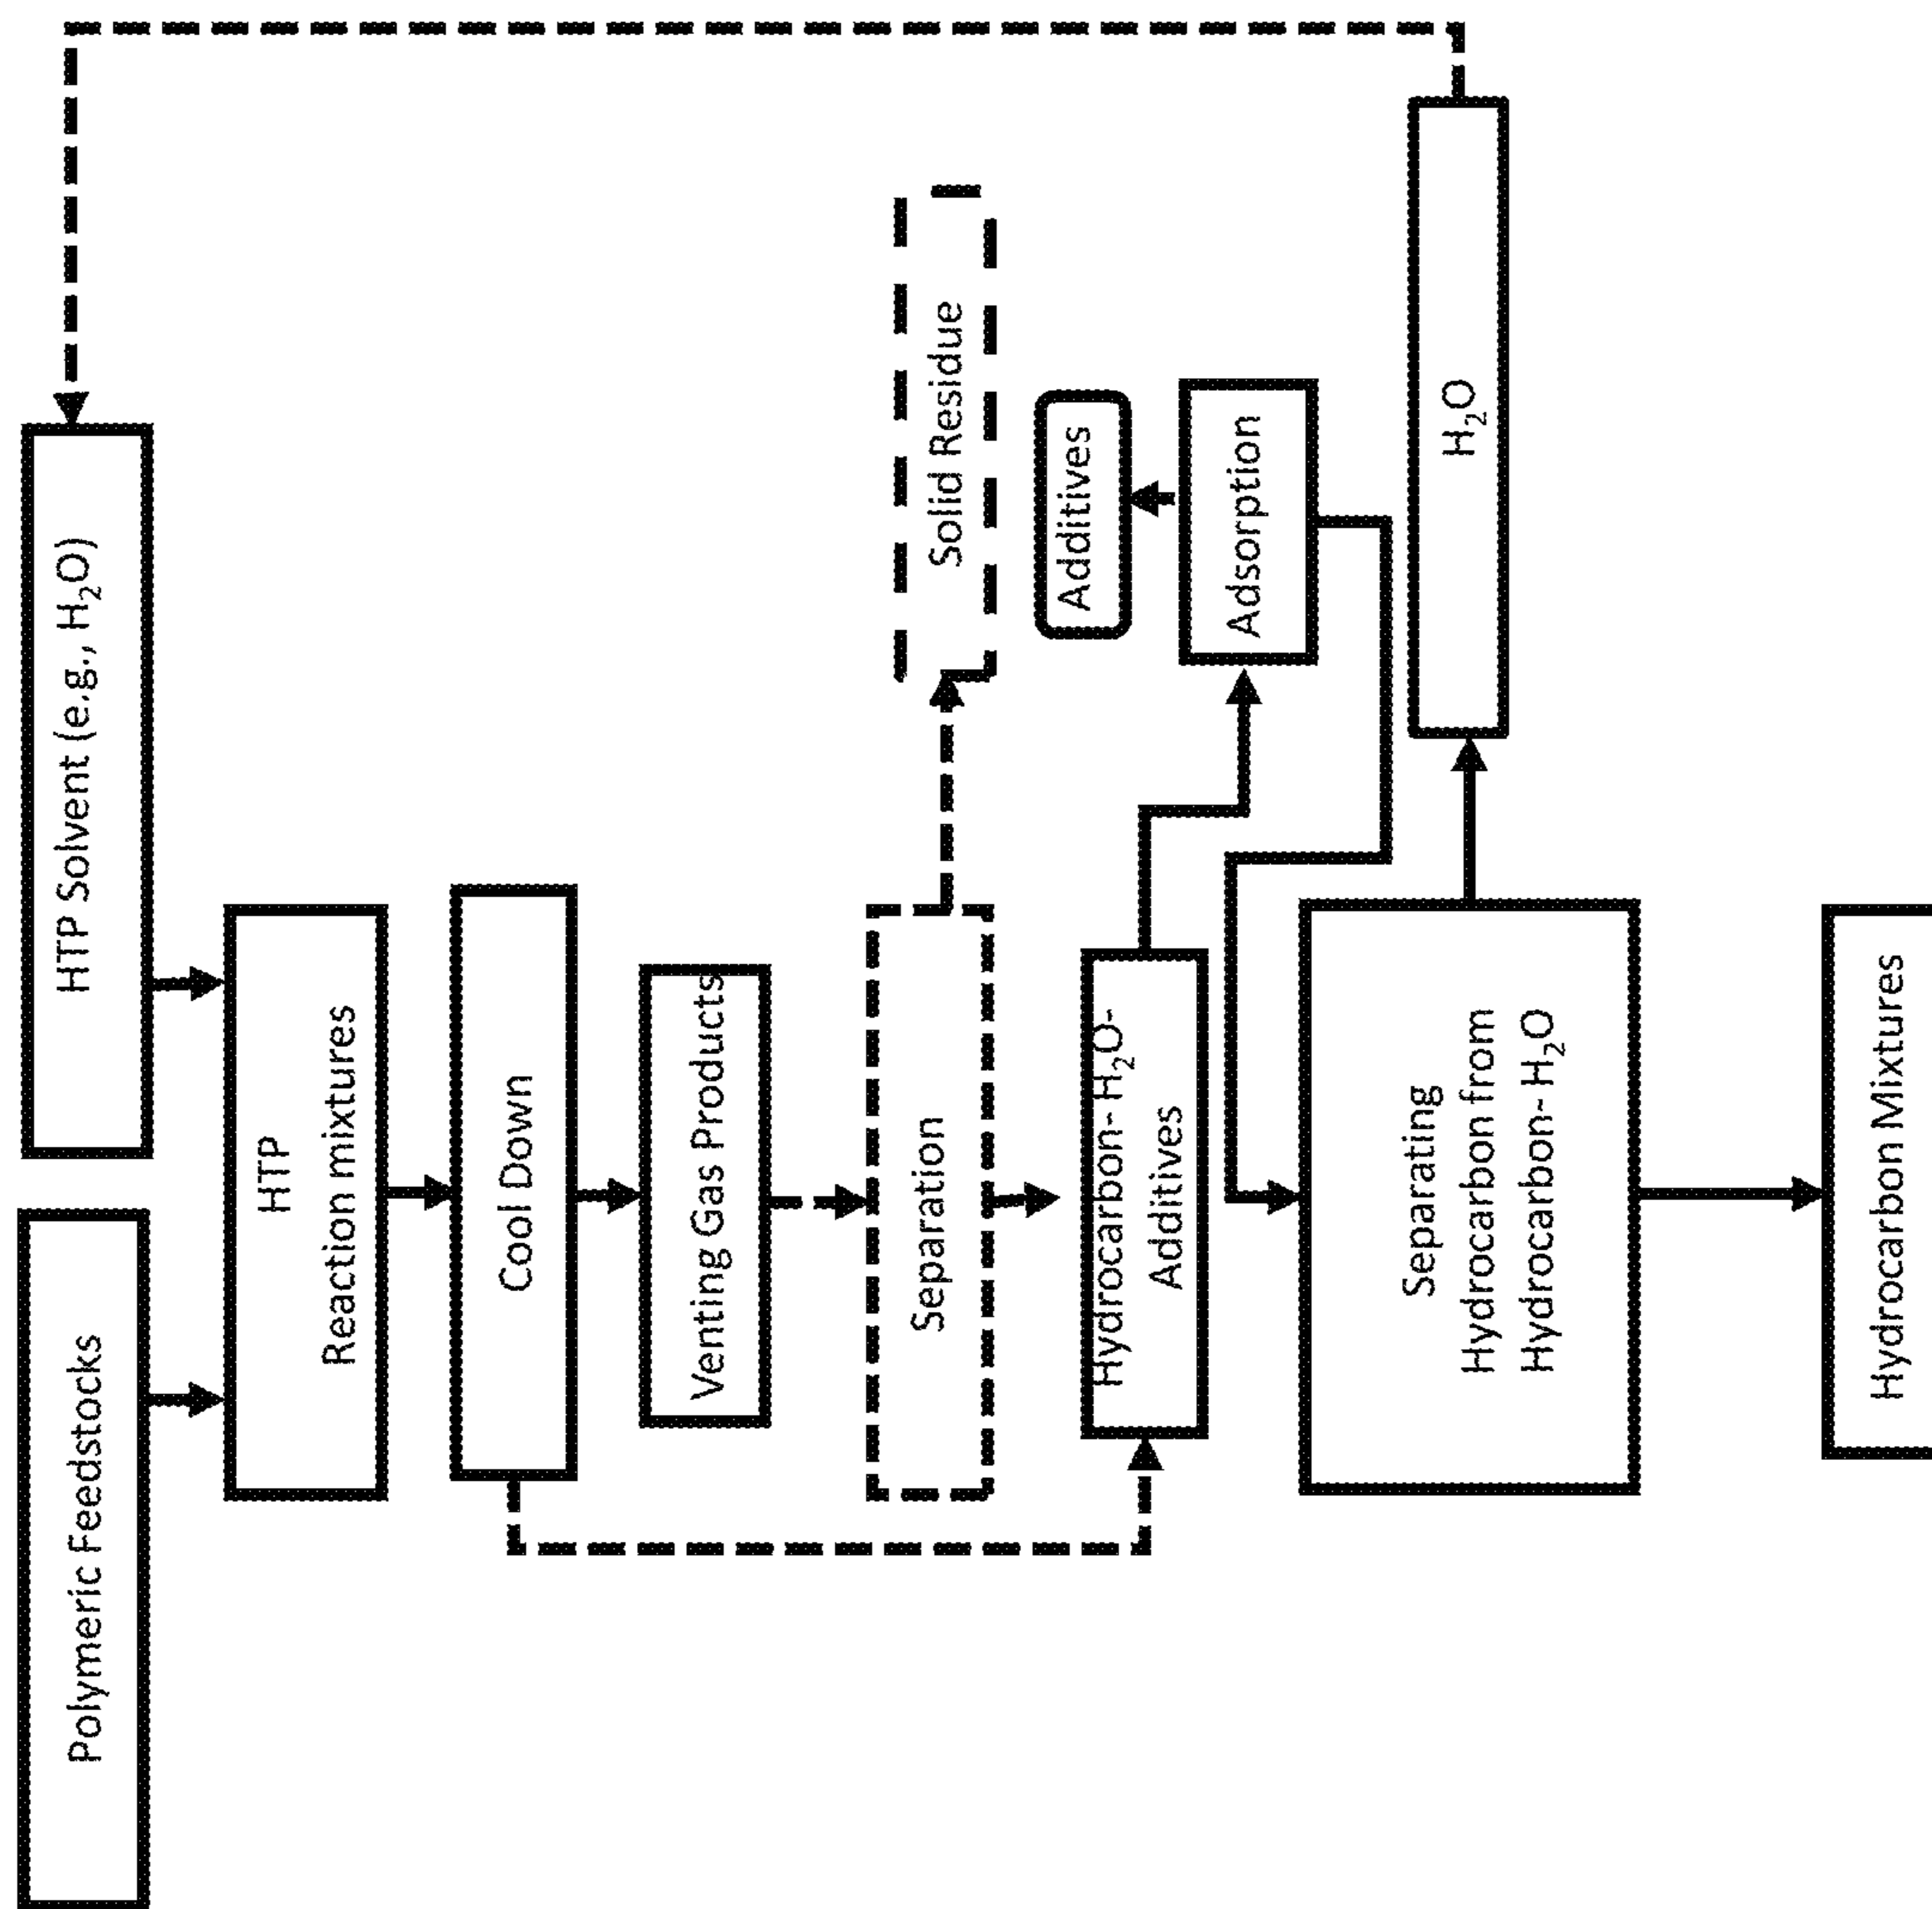 Polymeric Feedstocks
HTP Solvent (e.g., H₂O)
HTP
Reaction mixtures
Cool Down
Venting Gas Products
Separation
Solid Residue
Hydrocarbon- H₂O-
Additives
Additives
Adsorption
Separating
Hydrocarbon from
Hydrocarbon- H₂O
H₂O
Hydrocarbon Mixtures